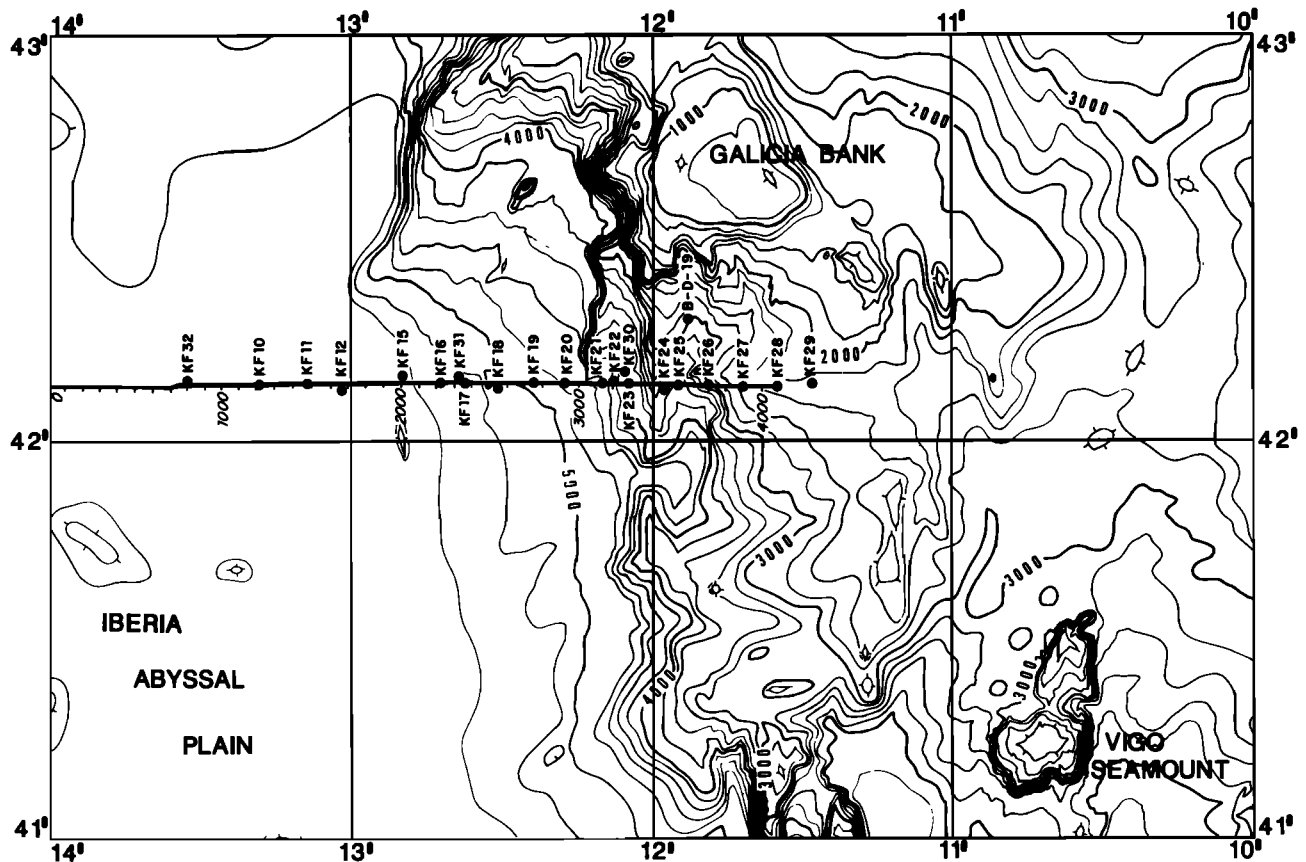 14° 13° 12° 11° 10°
43° 43°
3000
2000
1000
4000
GALICIA BANK
B-D-19
2000
KF32 KF10 KF11 KF12 KF15 KF16 KF31 KF18 KF19 KF20 KF21 KF22 KF30 KF24 KF25 KF26 KF27 KF28 KF29
0 1000 2000 KF17 3000 KF23 4000
42° 42°
5000
3000
3000
IBERIA
ABYSSAL
PLAIN
4000
3000
3000
VIGO
SEAMOUNT
41° 41°
14° 13° 12° 11° 10°